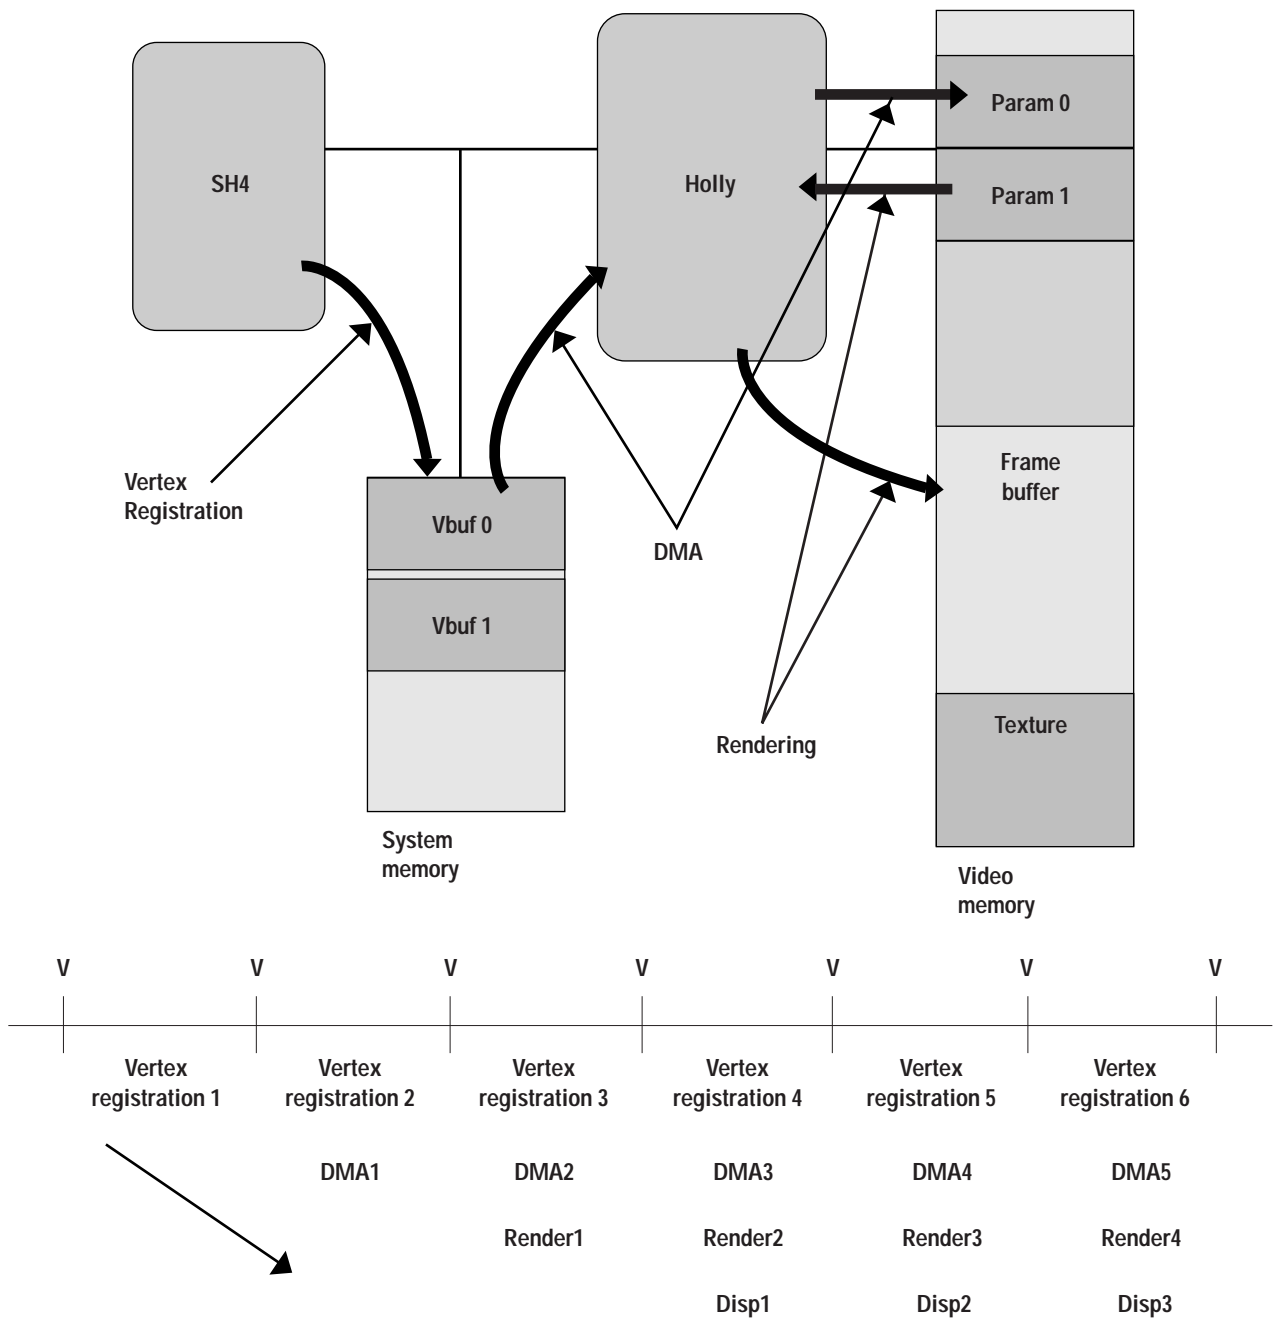 SH4
Holly
Param 0
Param 1
Vertex
Registration
Vbuf 0
Vbuf 1
DMA
Frame
buffer
Rendering
Texture
System
memory
Video
memory
V V V V V V V
Vertex Vertex Vertex Vertex Vertex Vertex
registration 1 registration 2 registration 3 registration 4 registration 5 registration 6
DMA1 DMA2 DMA3 DMA4 DMA5
Render1 Render2 Render3 Render4
Disp1 Disp2 Disp3